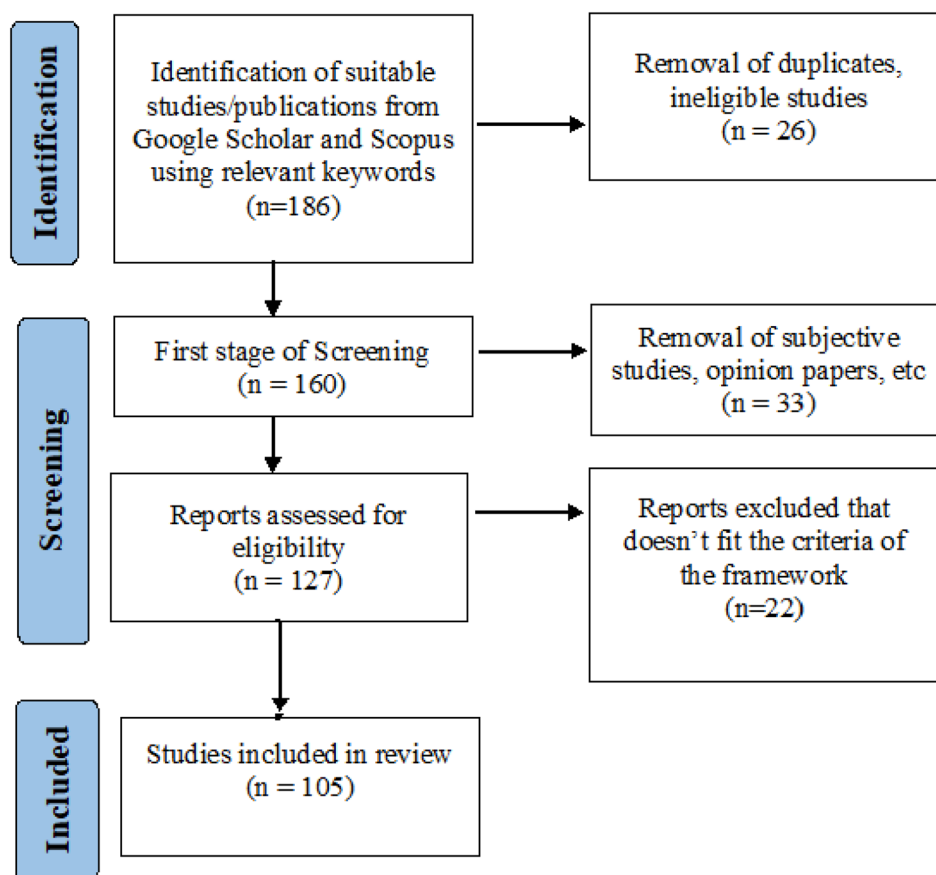 Identification
Identification of suitable
studies/publications from
Google Scholar and Scopus
using relevant keywords
(n=186)
Removal of duplicates,
ineligible studies
(n = 26)
Screening
First stage of Screening
(n = 160)
Removal of subjective
studies, opinion papers, etc
(n = 33)
Reports assessed for
eligibility
(n = 127)
Reports excluded that
doesn't fit the criteria of
the framework
(n=22)
Included
Studies included in review
(n = 105)